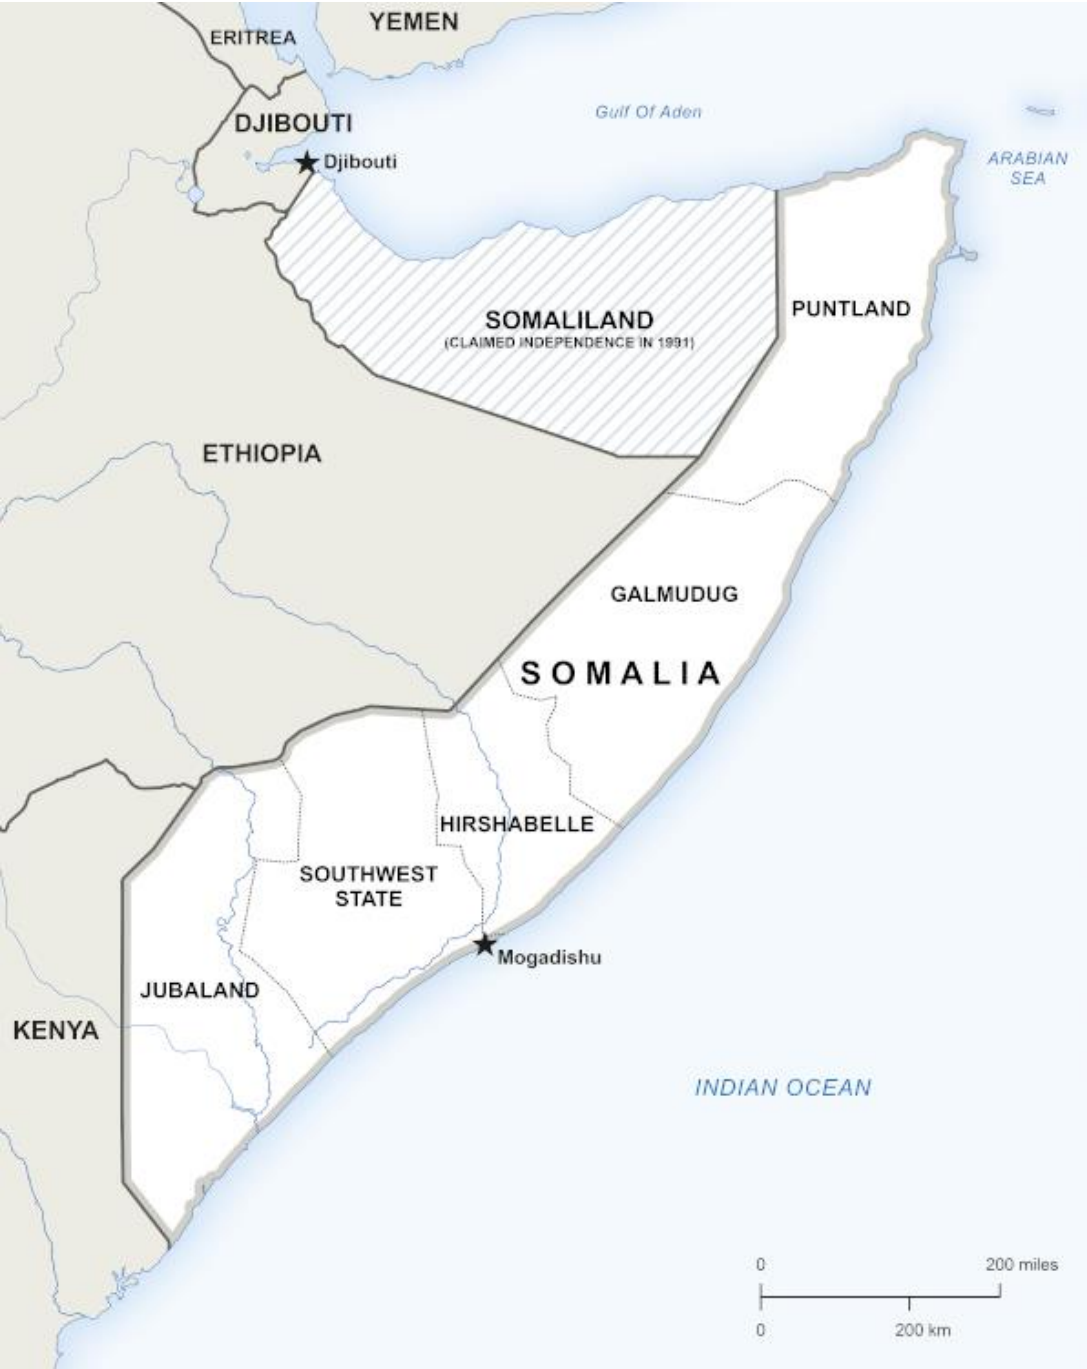 YEMEN
ERITREA
Gulf Of Aden
DJIBOUTI
Djibouti
ARABIAN
SEA
PUNTLAND
SOMALILAND
(CLAIMED INDEPENDENCE IN 1991)
ETHIOPIA
GALMUDUG
SOMALIA
HIRSHABELLE
SOUTHWEST
STATE
Mogadishu
JUBALAND
KENYA
INDIAN OCEAN
0 200 miles
0 200 km